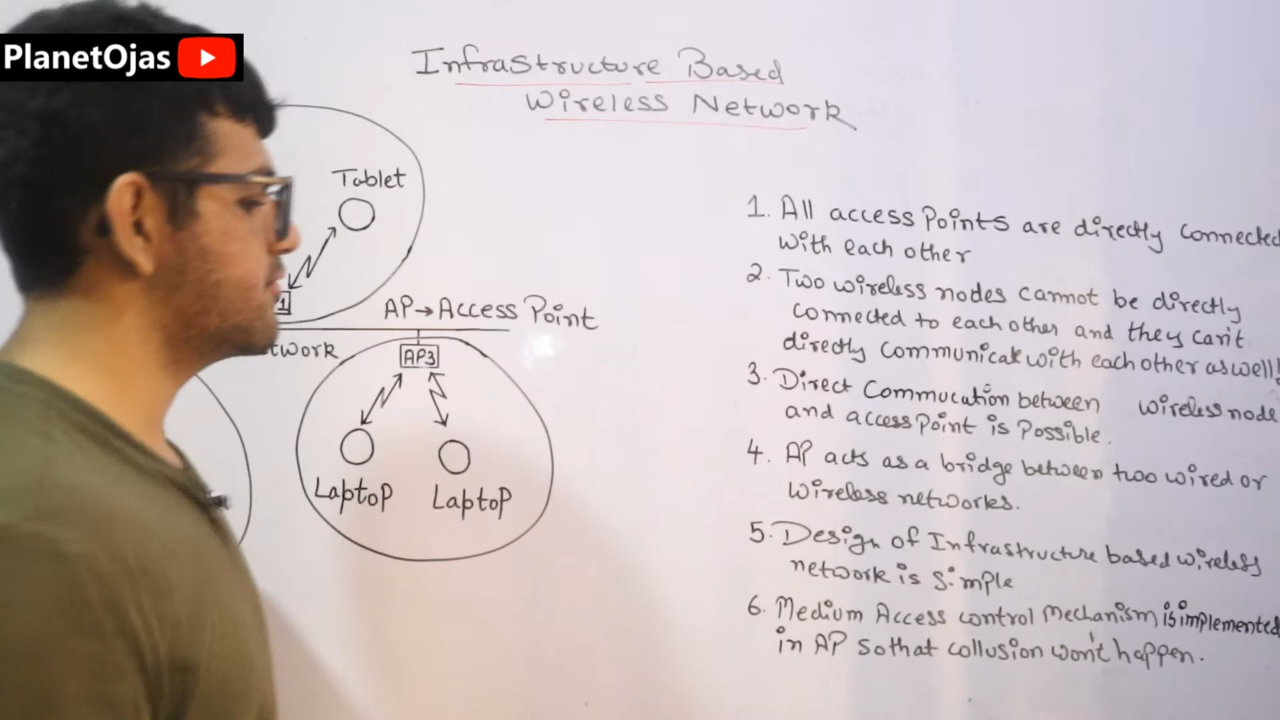 PlanetOjas
Infrastructure Based
Wireless Network
Tablet
1
AP→Access Point
twork
AP3
Laptop Laptop
1. All access Points are directly connected
with each other
2. Two wireless nodes cannot be directly
connected to each other and they can't
directly communicate with each other as well!
3. Direct Commucation between wireless node
and access Point is Possible.
4. AP acts as a bridge between two wired or
wireless networks.
5. Design of Infrastructure based wireless
network is Simple
6. Medium Access control Mechanism is implemented
in AP so that collusion won't happen.